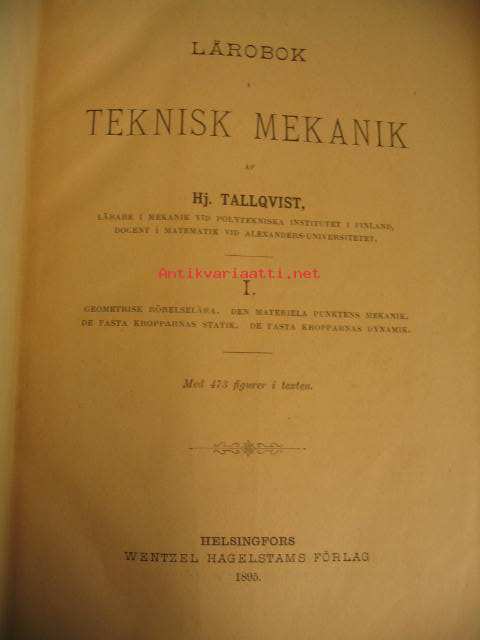 LÄROBOK
I
TEKNISK MEKANIK
AF
Hj. TALLQVIST,
LÄRARE I MEKANIK VID POLYTEKNISKA INSTITUTET I FINLAND,
DOCENT I MATEMATIK VID ALEXANDERS-UNIVERSITETET.
Antikvariaatti.net
I.
GEOMETRISK RÖRELSELÄRA. DEN MATERIELA PUNKTENS MEKANIK.
DE FASTA KROPPARNAS STATIK. DE FASTA KROPPARNAS DYNAMIK.
Med 473 figurer i texten.
HELSINGFORS
WENTZEL HAGELSTAMS FÖRLAG
1895.